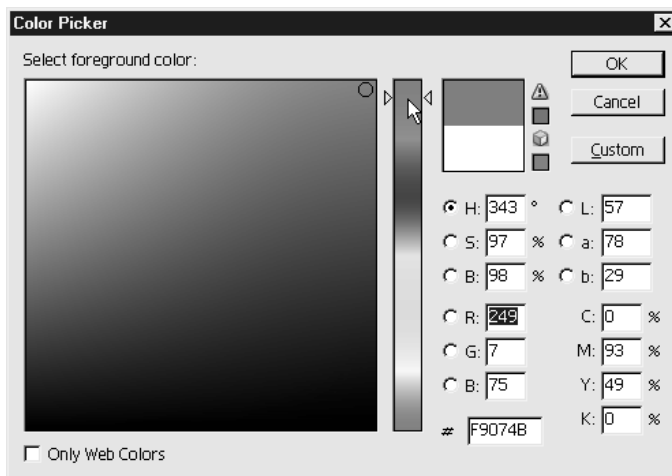 Color Picker
Select foreground color:
OK
Cancel
Custom
H: 343 ° L: 57
S: 97 % a: 78
B: 98 % b: 29
R: 249 C: 0 %
G: 7 M: 93 %
B: 75 Y: 49 %
# F9074B K: 0 %
Only Web Colors